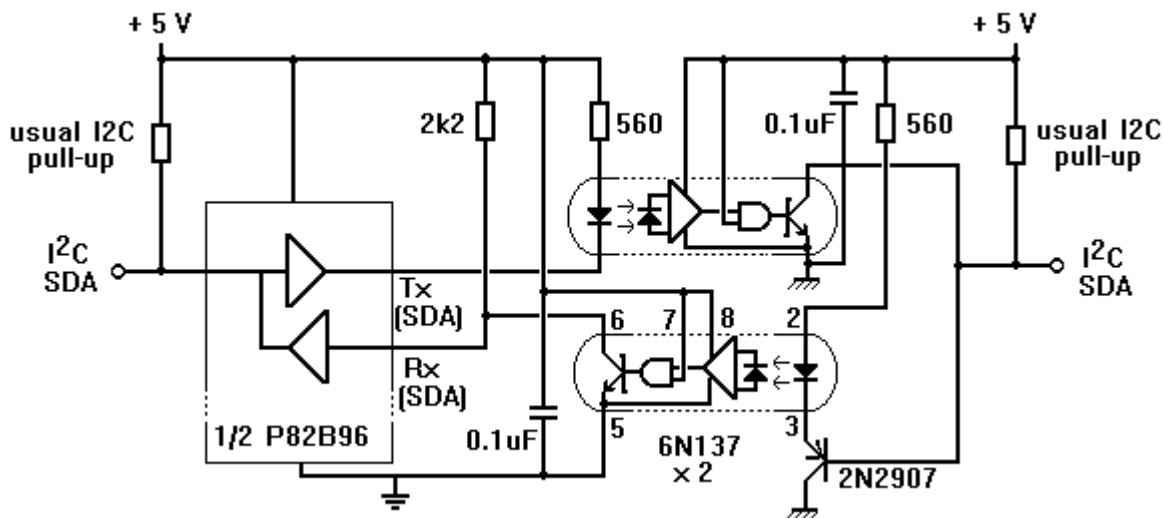 + 5 V
+ 5 V
usual I2C
pull-up
2k2
560
0.1uF
560
usual I2C
pull-up
I²C
SDA
Tx
(SDA)
Rx
(SDA)
6 7 8 2
I²C
SDA
1/2 P82B96
0.1uF
5
3
6N137
x 2
2N2907